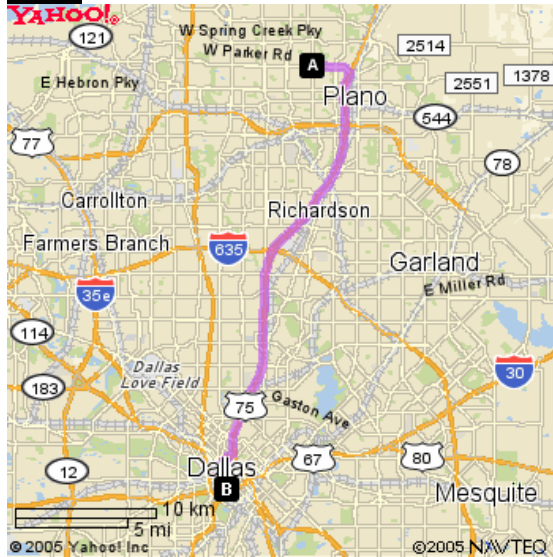 YAHOO!®
121
W Spring Creek Pky
W Parker Rd
A
2514
E Hebron Pky
2551
1378
Plano
544
77
78
Carrollton
Richardson
Farmers Branch
635
Garland
35e
E Miller Rd
114
Dallas
Love Field
30
183
75
Gaston Ave
12
Dallas
67
80
B
Mesquite
10 km
5 mi
© 2005 Yahoo! Inc
©2005 NAVTEQ